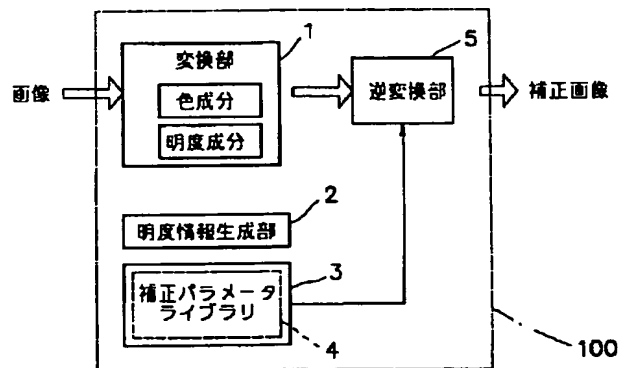 1
変換部
5
画像
色成分
逆変換部
補正画像
明度成分
2
明度情報生成部
3
補正パラメータ
ライブラリ
4
100